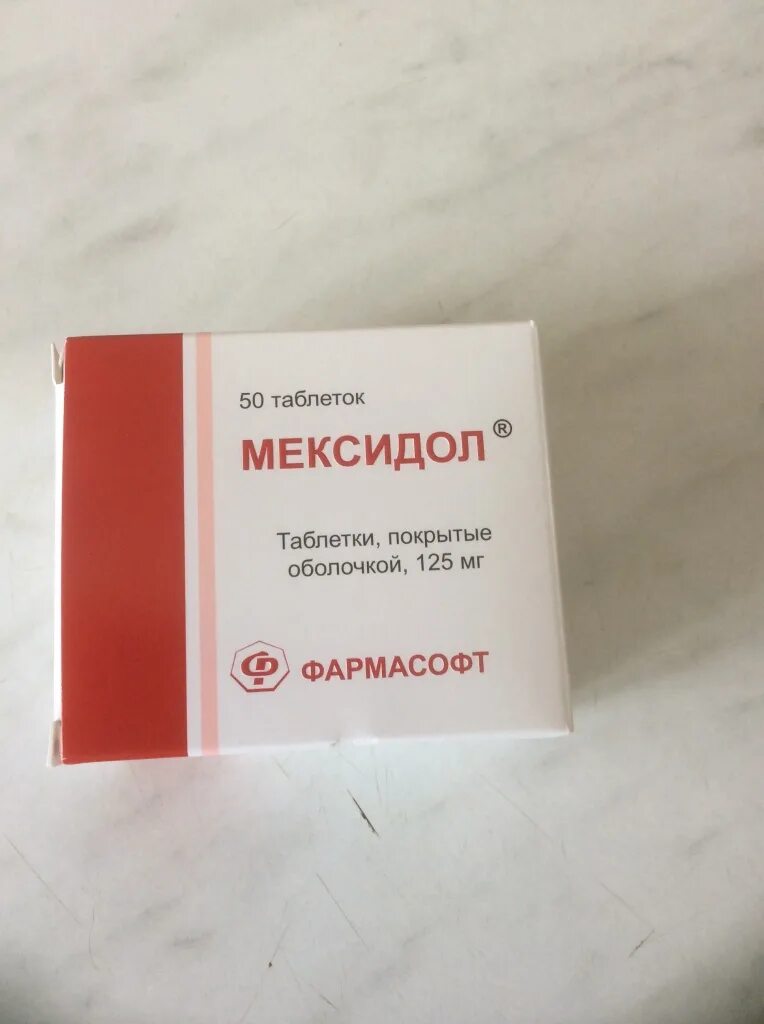 50 таблеток
МЕКСИДОЛ®
Таблетки, покрытые
оболочкой, 125 мг
ФАРМАСОФТ